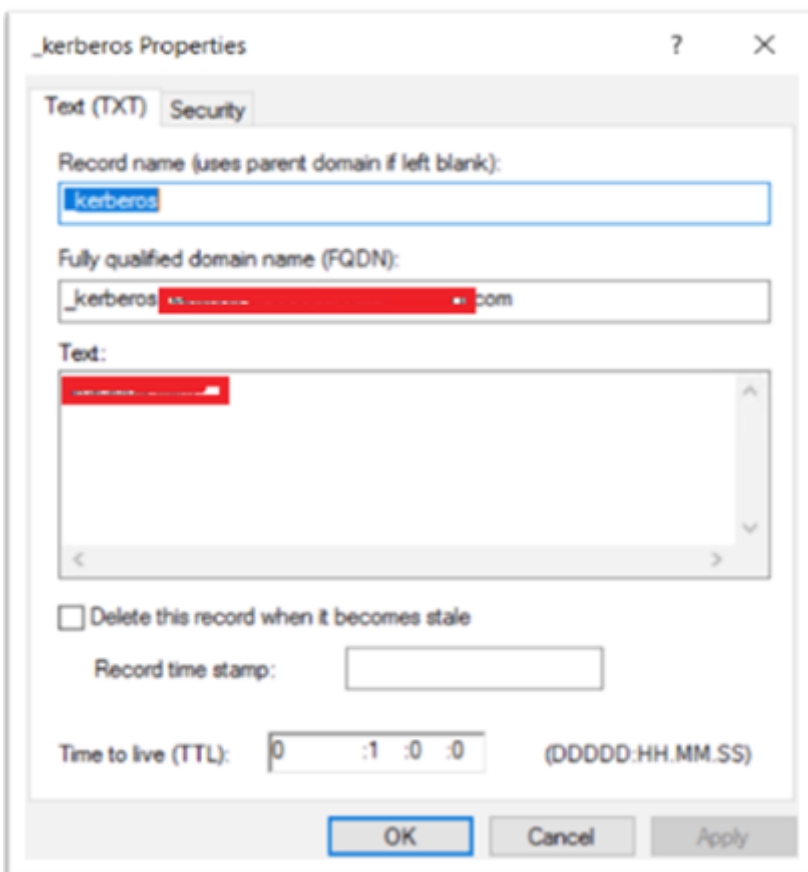 _kerberos Properties
Text (TXT)
Security
Record name (uses parent domain if left blank):
_kerberos
Fully qualified domain name (FQDN):
_kerberos com
Text:
Delete this record when it becomes stale
Record time stamp:
Time to live (TTL): 0 :1 :0 :0 (DDDDD:HH.MM.SS)
OK Cancel Apply